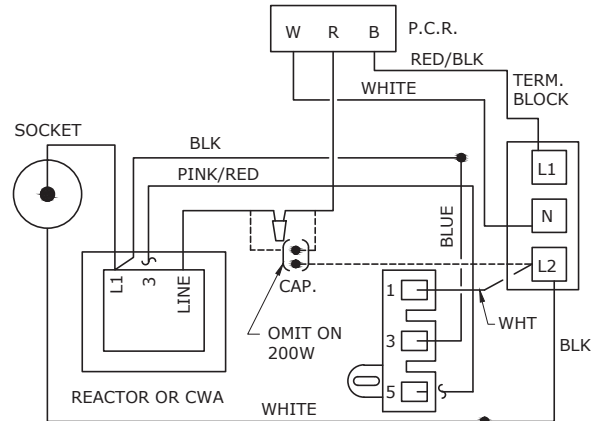 P.C.R.
W R B
RED/BLK
WHITE
TERM.
BLOCK
SOCKET
BLK
PINK/RED
L1
N
L2
BLUE
L1
3
LINE
CAP.
1
3
5
WHT
OMIT ON
200W
BLK
REACTOR OR CWA
WHITE